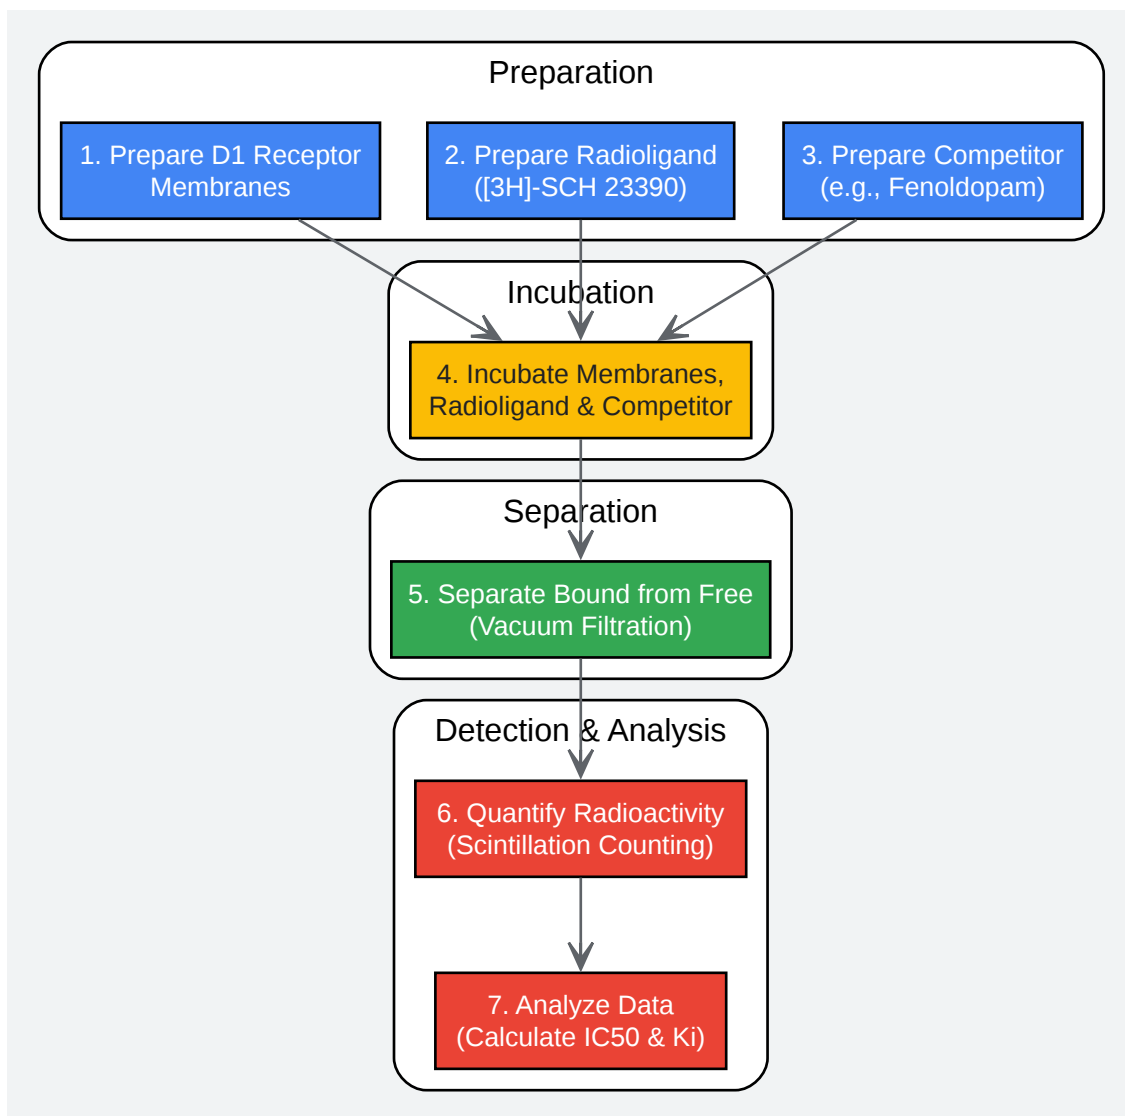 Preparation
1. Prepare D1 Receptor
Membranes
2. Prepare Radioligand
([3H]-SCH 23390)
3. Prepare Competitor
(e.g., Fenoldopam)
Incubation
4. Incubate Membranes,
Radioligand & Competitor
Separation
5. Separate Bound from Free
(Vacuum Filtration)
Detection & Analysis
6. Quantify Radioactivity
(Scintillation Counting)
7. Analyze Data
(Calculate IC50 & Ki)